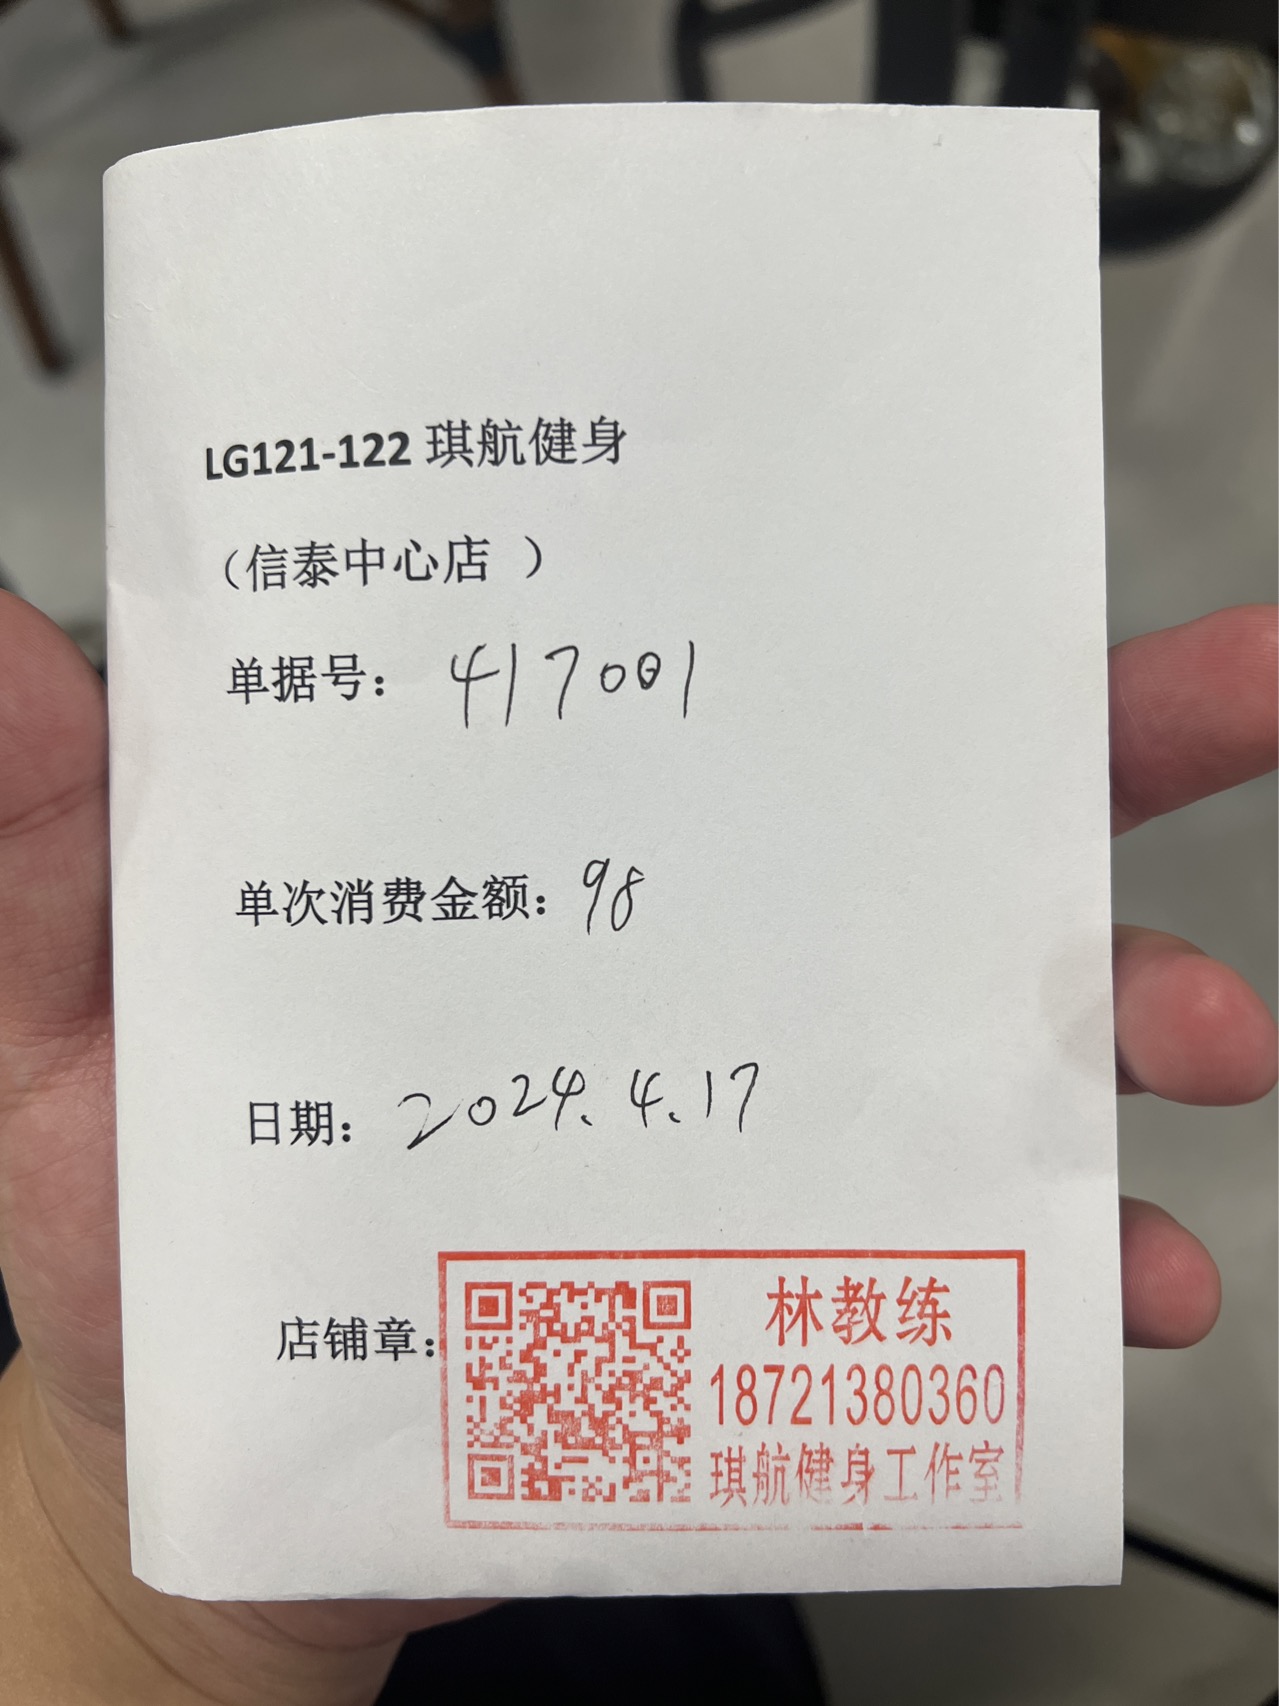 LG121-122 琪航健身
（信泰中心店 ）
单据号： 417001
单次消费金额：98
日期： 2024.4.17
店铺章：
林教练
18721380360
琪航健身工作室